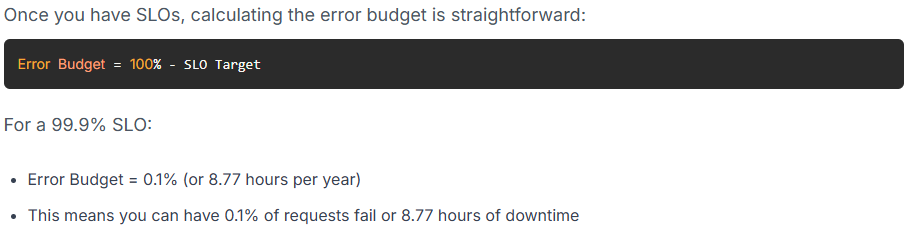 Once you have SLOs, calculating the error budget is straightforward:
Error Budget = 100% - SLO Target
For a 99.9% SLO:
• Error Budget = 0.1% (or 8.77 hours per year)
• This means you can have 0.1% of requests fail or 8.77 hours of downtime